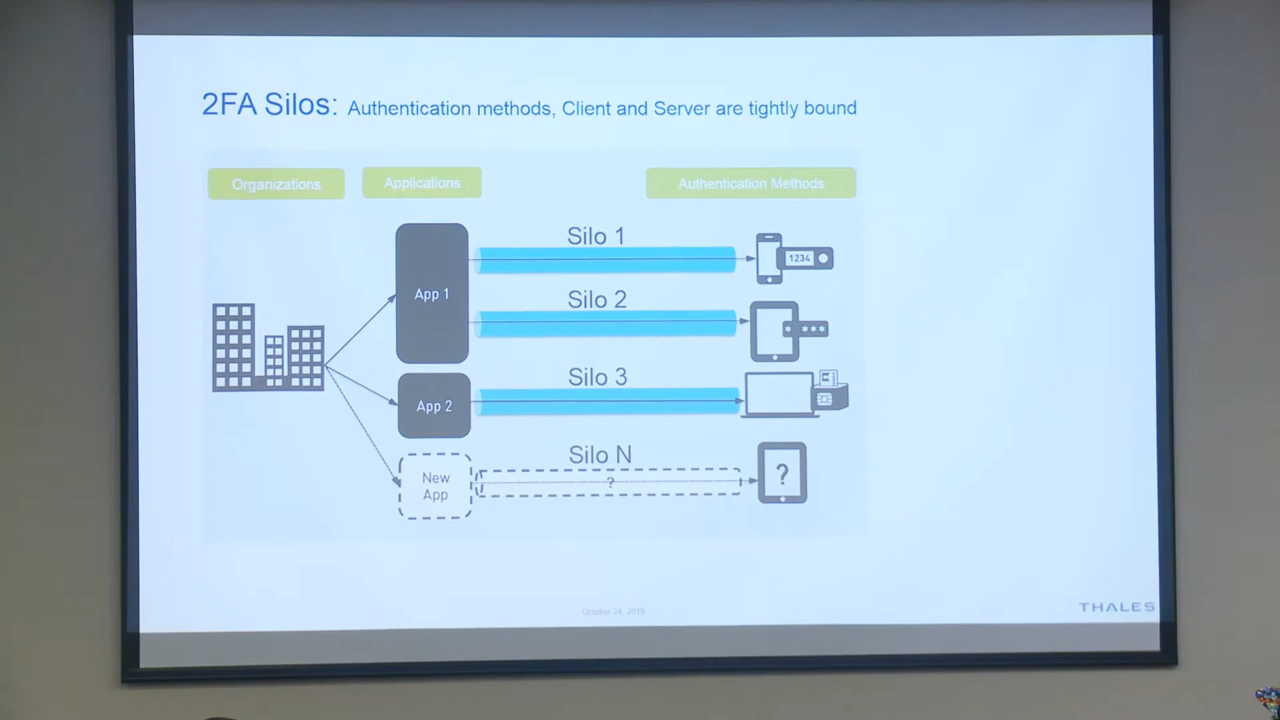 2FA Silos: Authentication methods, Client and Server are tightly bound
Organizations
Applications
Authentication Methods
Silo 1
App 1
1234
Silo 2
****
Silo 3
App 2
Silo N
New
App
?
?
October 24, 2019
THALES